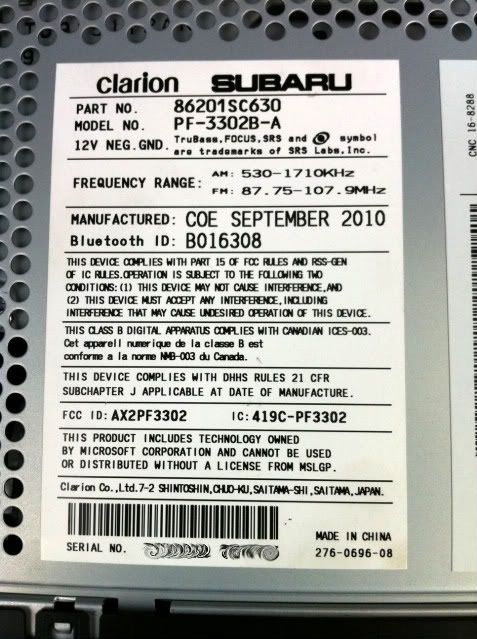 clarion SUBARU
PART NO. 86201SC630
MODEL NO. PF-3302B-A
12V NEG.GND. TruBass,FOCUS,SRS and symbol
are trademarks of SRS Labs,Inc.
FREQUENCY RANGE: AM: 530-1710KHz
FM: 87.75-107.9MHz
MANUFACTURED: COE SEPTEMBER 2010
Bluetooth ID: B016308
THIS DEVICE COMPLIES WITH PART 15 OF FCC RULES AND RSS-GEN
OF IC RULES.OPERATION IS SUBJECT TO THE FOLLOWING TWO
CONDITIONS: (1) THIS DEVICE MAY NOT CAUSE INTERFERENCE,AND
(2) THIS DEVICE MUST ACCEPT ANY INTERFERENCE,INCLUDING
INTERFERENCE THAT MAY CAUSE UNDESIRED OPERATION OF THIS DEVICE.
THIS CLASS B DIGITAL APPARATUS COMPLIES WITH CANADIAN ICES-003.
Cet appareil numerique de la classe B est
conforme a la norme NMB-003 du Canada.
THIS DEVICE COMPLIES WITH DHHS RULES 21 CFR
SUBCHAPTER J APPLICABLE AT DATE OF MANUFACTURE.
FCC ID: AX2PF3302 IC: 419C-PF3302
THIS PRODUCT INCLUDES TECHNOLOGY OWNED
BY MICROSOFT CORPORATION AND CANNOT BE USED
OR DISTRIBUTED WITHOUT A LICENSE FROM MSLGP.
Clarion Co.,Ltd.7-2 SHINTOSHIN,CHUO-KU,SAITAMA-SHI,SAITAMA,JAPAN.
SERIAL NO.
MADE IN CHINA
276-0696-08
CNC 16-8288